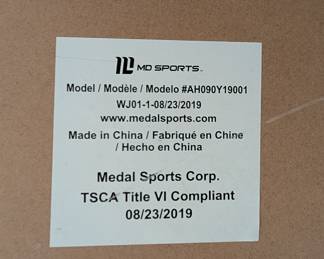 MD SPORTS
Model / Modèle / Modelo #AH090Y19001
WJ01-1-08/23/2019
www.medalsports.com
Made in China / Fabriqué en Chine
/ Hecho en China
Medal Sports Corp.
TSCA Title VI Compliant
08/23/2019